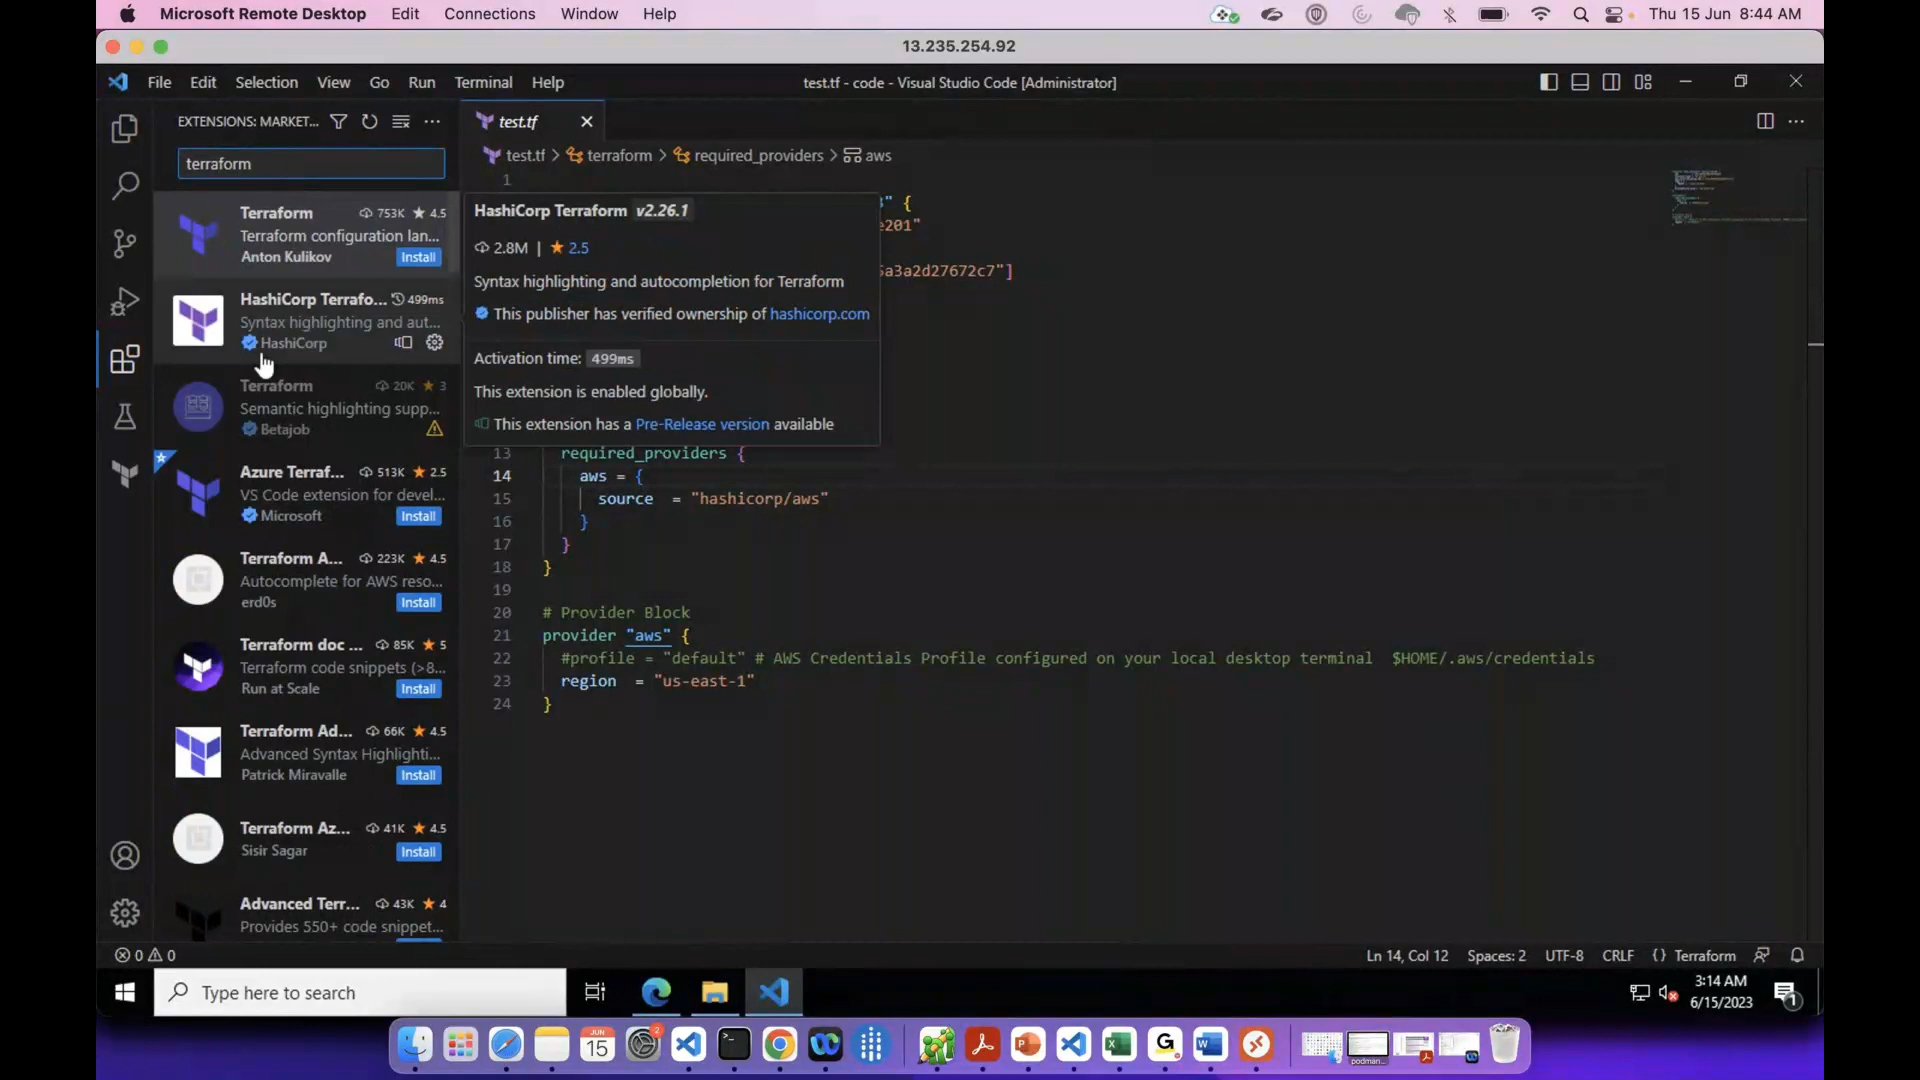 Microsoft Remote Desktop Edit Connections Window Help Thu 15 Jun 8:44 AM
13.235.254.92
File Edit Selection View Go Run Terminal Help test.tf - code - Visual Studio Code [Administrator]
EXTENSIONS: MARKET... test.tf
terraform
test.tf > terraform > required_providers > aws
1
Terraform 753K 4.5
Terraform configuration lan...
Anton Kulikov Install
HashiCorp Terrafo... 499ms
Syntax highlighting and aut...
HashiCorp
Terraform 20K 3
Semantic highlighting supp...
Betajob
Azure Terraf... 513K 2.5
VS Code extension for devel...
Microsoft Install
Terraform A... 223K 4.5
Autocomplete for AWS reso...
erd0s Install
Terraform doc ... 85K 5
Terraform code snippets (>8...
Run at Scale Install
Terraform Ad... 66K 4.5
Advanced Syntax Highlighti...
Patrick Miravalle Install
Terraform Az... 41K 4.5
Sisir Sagar Install
Advanced Terr... 43K 4
Provides 550+ code snippet...
HashiCorp Terraform v2.26.1
2.8M | 2.5
Syntax highlighting and autocompletion for Terraform
This publisher has verified ownership of hashicorp.com
Activation time: 499ms
This extension is enabled globally.
This extension has a Pre-Release version available
" {
e201"
5a3a2d27672c7"]
13 required_providers {
14 aws = {
15 source = "hashicorp/aws"
16 }
17 }
18 }
19
20 # Provider Block
21 provider "aws" {
22 #profile = "default" # AWS Credentials Profile configured on your local desktop terminal $HOME/.aws/credentials
23 region = "us-east-1"
24 }
0 0 Ln 14, Col 12 Spaces: 2 UTF-8 CRLF {} Terraform
Type here to search
3:14 AM
6/15/2023
1
JUN
15
2
podman...